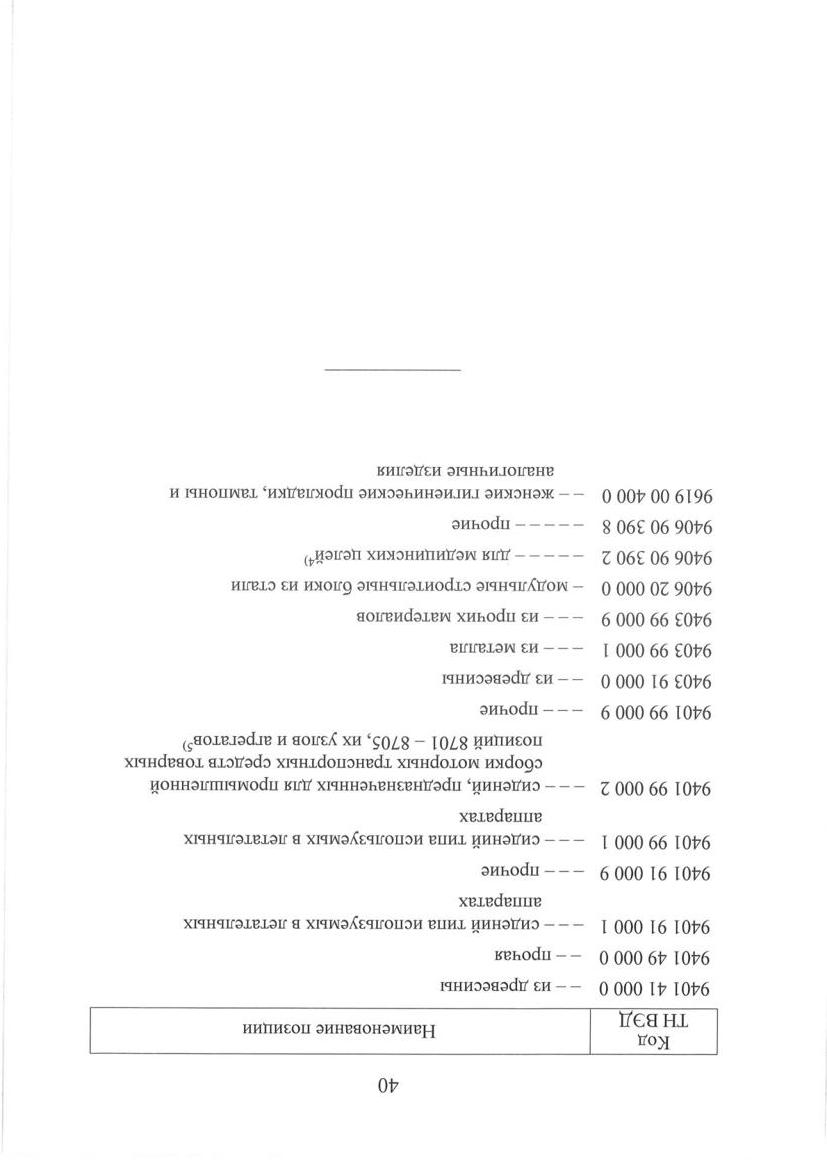 40
Код
ТН ВЭД
Наименование позиции
9401 41 000 0 – – из древесины
9401 49 000 0 – – прочая
9401 91 000 1 – – – сидений типа используемых в летательных
аппаратах
9401 91 000 9 – – – прочие
9401 99 000 1 – – – сидений типа используемых в летательных
аппаратах
9401 99 000 2 – – – сидений, предназначенных для промышленной
сборки моторных транспортных средств товарных
позиций 8701 – 8705, их узлов и агрегатов⁵⁾
9401 99 000 9 – – – прочие
9403 91 000 0 – – из древесины
9403 99 000 1 – – – из металла
9403 99 000 9 – – – из прочих материалов
9406 20 000 0 – модульные строительные блоки из стали
9406 90 390 2 – – – – – для медицинских целей⁴⁾
9406 90 390 8 – – – – – прочие
9619 00 400 0 – – женские гигиенические прокладки, тампоны и
аналогичные изделия